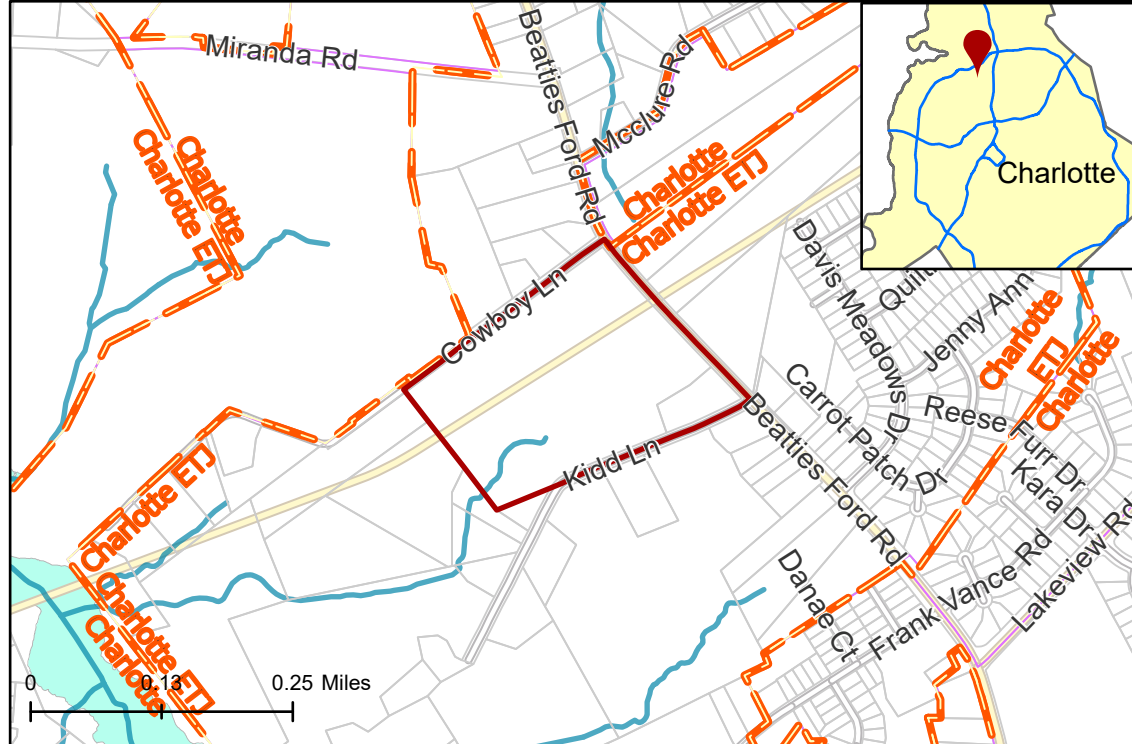 Miranda Rd
Beatties Ford Rd
Mcclure Rd
Charlotte
Charlotte
Charlotte ETJ
Charlotte
Charlotte ETJ
Davis Meadows Dr
Jenny Ann
Charlotte
ETJ
Charlotte
Cowboy Ln
Carrot Patch Dr
Reese Furr Dr
Beatties Ford Rd
Kidd Ln
Kara Dr
Lakeview Rd
Charlotte ETJ
Danae Ct
Frank Vance Rd
Charlotte ETJ
Charlotte
0
0.13
0.25 Miles